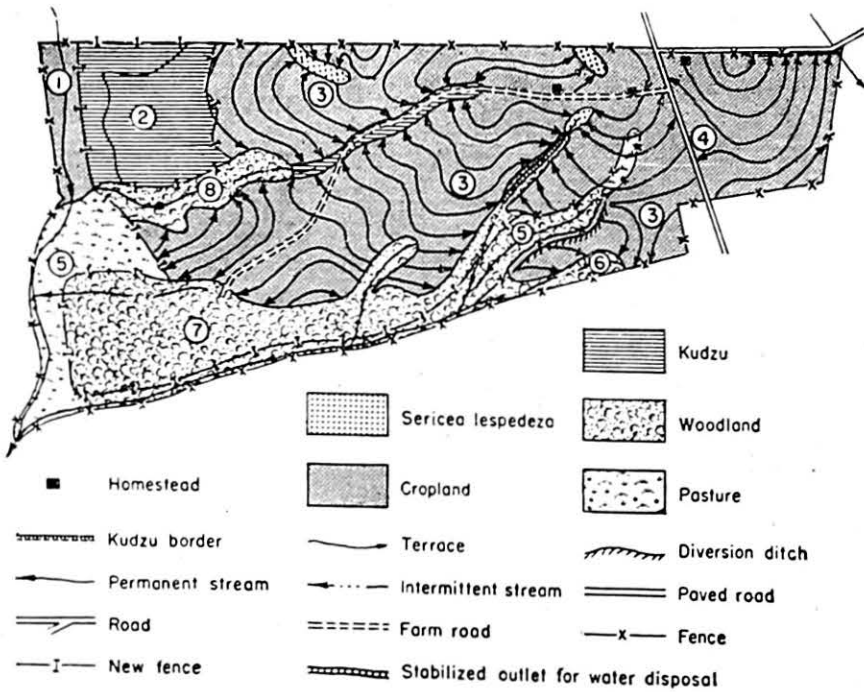 1
2
3
4
3
8
5
3
5
6
7
Kudzu
Sericea lespedeza
Woodland
Homestead
Cropland
Pasture
Kudzu border
Terrace
Diversion ditch
Permanent stream
Intermittent stream
Paved road
Road
Farm road
Fence
New fence
Stabilized outlet for water disposal